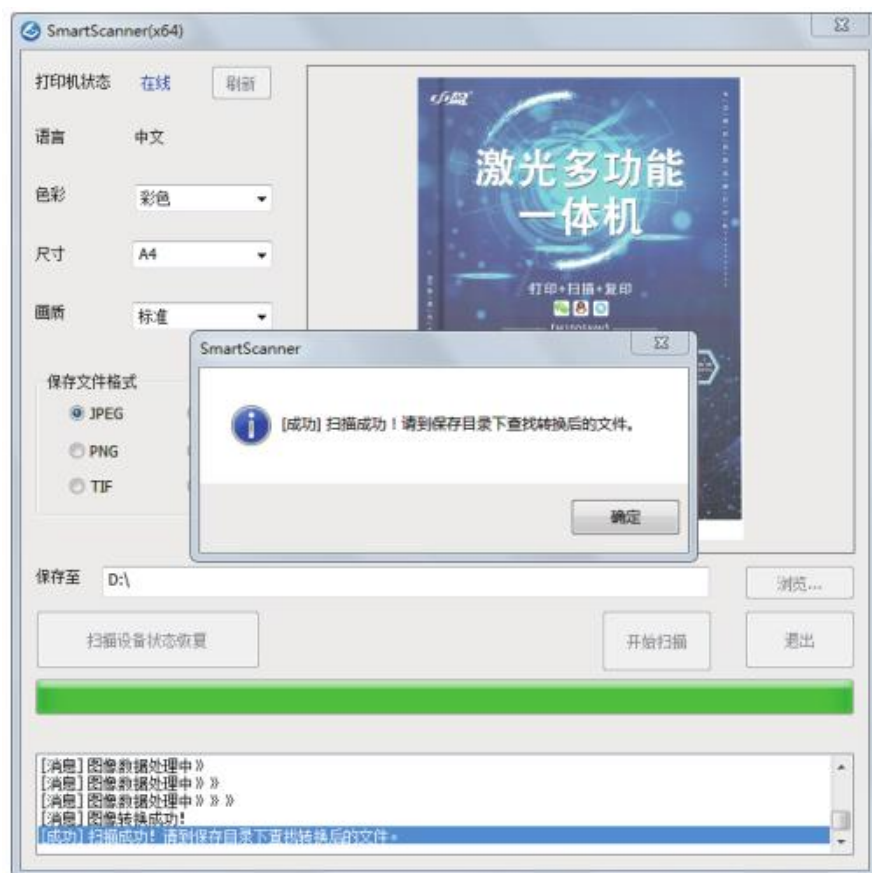 SmartScanner(x64)
打印机状态 在线 刷新
语言 中文
色彩 彩色
尺寸 A4
画质 标准
小盈
激光多功能
一体机
打印+扫描+复印
SmartScanner
[成功] 扫描成功！请到保存目录下查找转换后的文件。
确定
保存文件格式
JPEG
PNG
TIF
保存至 D:\ 浏览...
扫描设备状态恢复 开始扫描 退出
[消息] 图像数据处理中》
[消息] 图像数据处理中》》
[消息] 图像数据处理中》》》
[消息] 图像转换成功!
[成功] 扫描成功! 请到保存目录下查找转换后的文件。